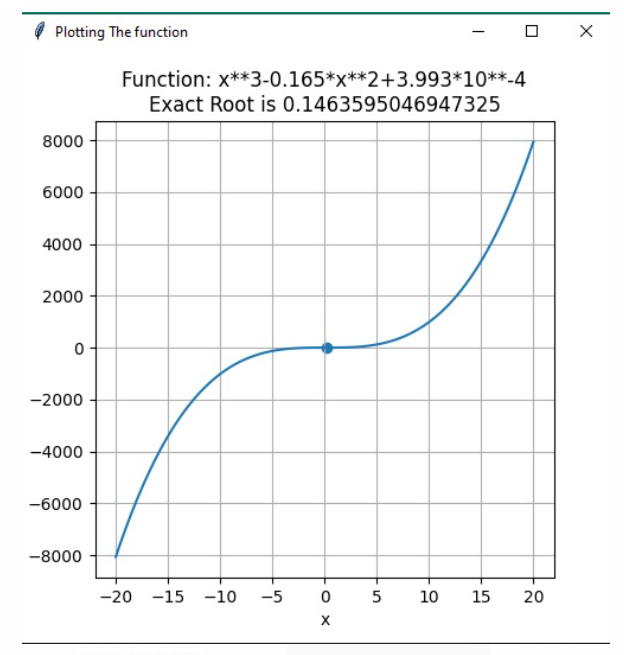 Plotting The function
Function: x**3-0.165*x**2+3.993*10**-4
Exact Root is 0.1463595046947325
8000
6000
4000
2000
0
−2000
−4000
−6000
−8000
−20 −15 −10 −5 0 5 10 15 20
x